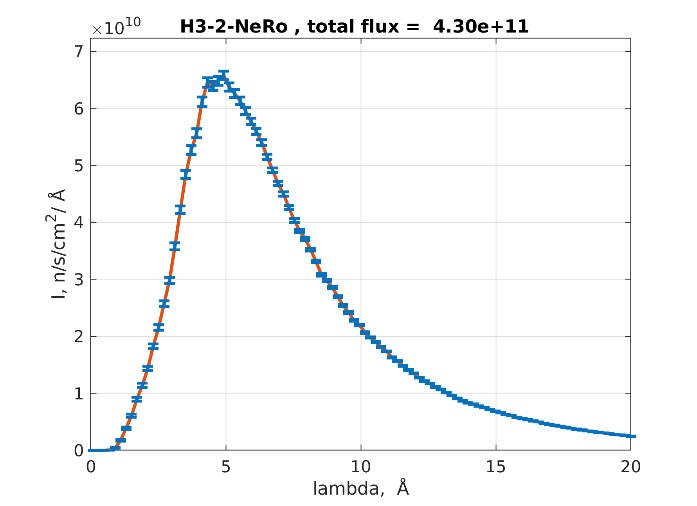 ×10^10
H3-2-NeRo , total flux =  4.30e+11
I, n/s/cm^2/ Å
7
6
5
4
3
2
1
0
0 5 10 15 20
lambda,  Å